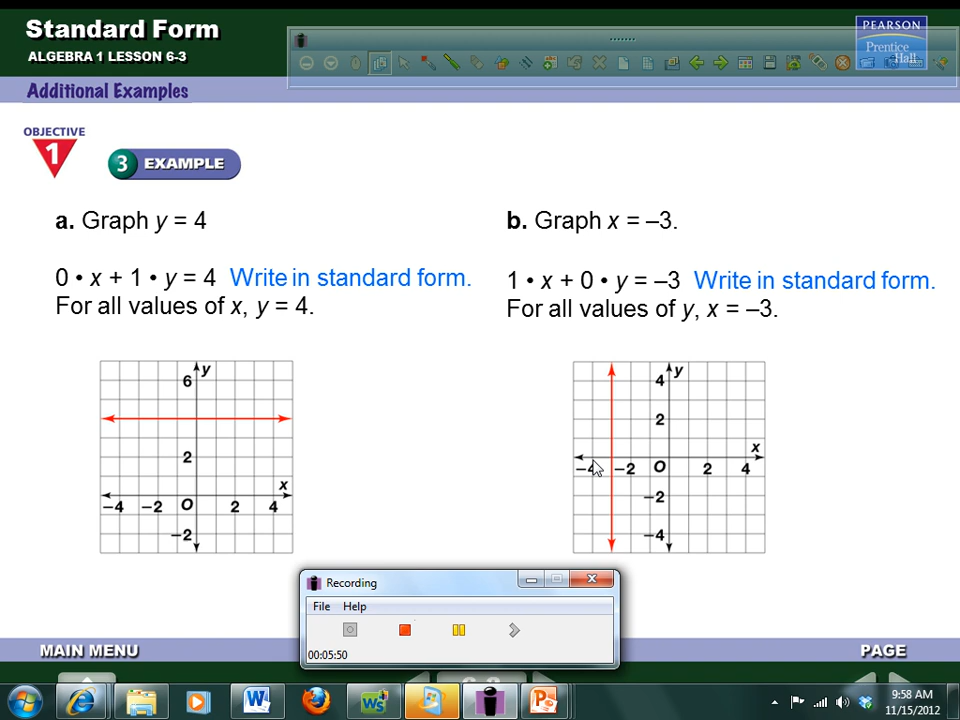 Standard Form
ALGEBRA 1 LESSON 6-3
PEARSON
Prentice
Hall
Additional Examples
OBJECTIVE
1
3 EXAMPLE
a. Graph y = 4
0 • x + 1 • y = 4 Write in standard form.
For all values of x, y = 4.
y
6
2
x
–4 –2 O 2 4
–2
b. Graph x = –3.
1 • x + 0 • y = –3 Write in standard form.
For all values of y, x = –3.
y
4
2
x
–4 –2 O 2 4
–2
–4
Recording
File Help
00:05:50
MAIN MENU
PAGE
9:58 AM
11/15/2012